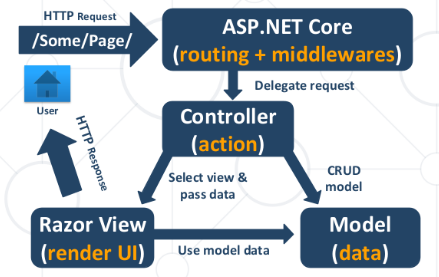 HTTP Request
/Some/Page/
ASP.NET Core
(routing + middlewares)
User
Delegate request
Controller
(action)
HTTP Response
Select view &
pass data
CRUD
model
Razor View
(render UI)
Use model data
Model
(data)